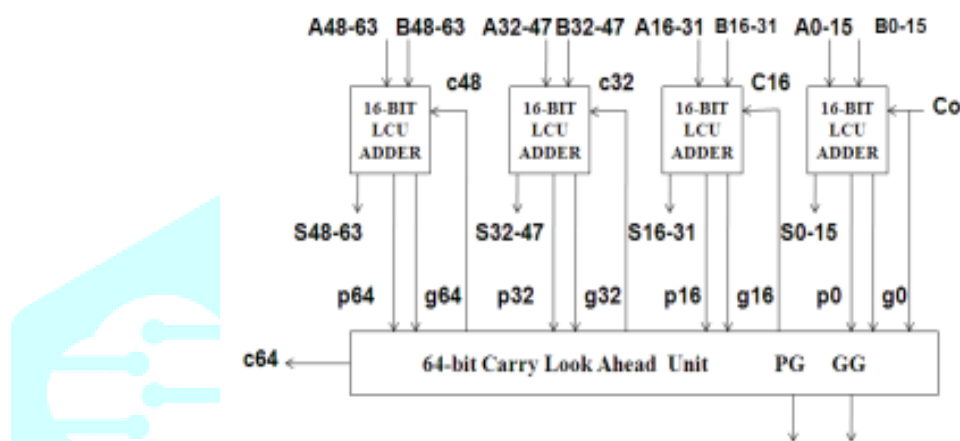 A48-63 B48-63 A32-47 B32-47 A16-31 B16-31 A0-15 B0-15
c48 c32 C16
16-BIT LCU ADDER
16-BIT LCU ADDER
16-BIT LCU ADDER
16-BIT LCU ADDER
Co
S48-63 S32-47 S16-31 S0-15
p64 g64 p32 g32 p16 g16 p0 g0
c64
64-bit Carry Look Ahead Unit PG GG